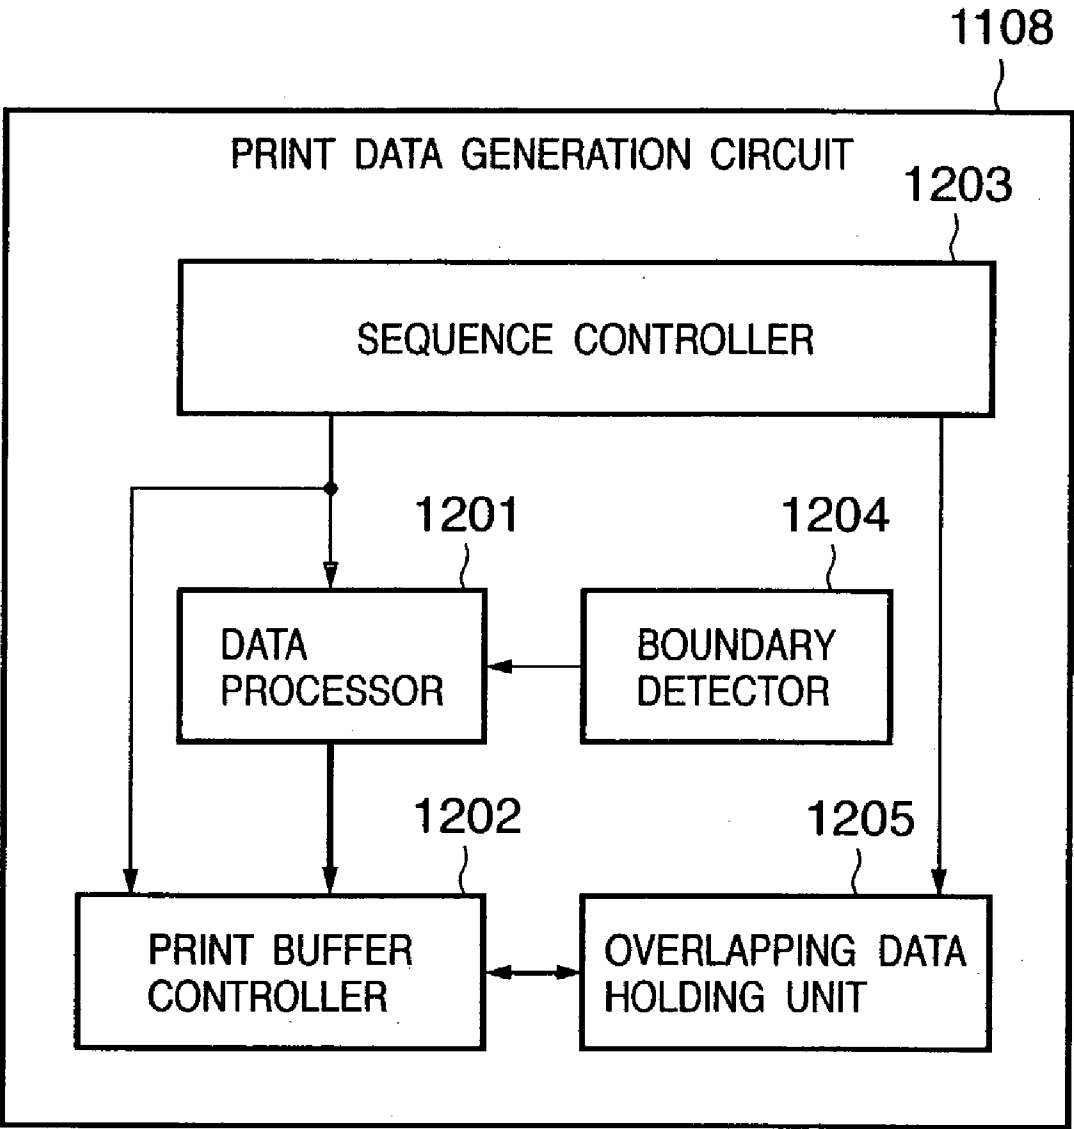 1108
PRINT DATA GENERATION CIRCUIT
1203
SEQUENCE CONTROLLER
1201
1204
DATA
PROCESSOR
BOUNDARY
DETECTOR
1202
1205
PRINT BUFFER
CONTROLLER
OVERLAPPING DATA
HOLDING UNIT